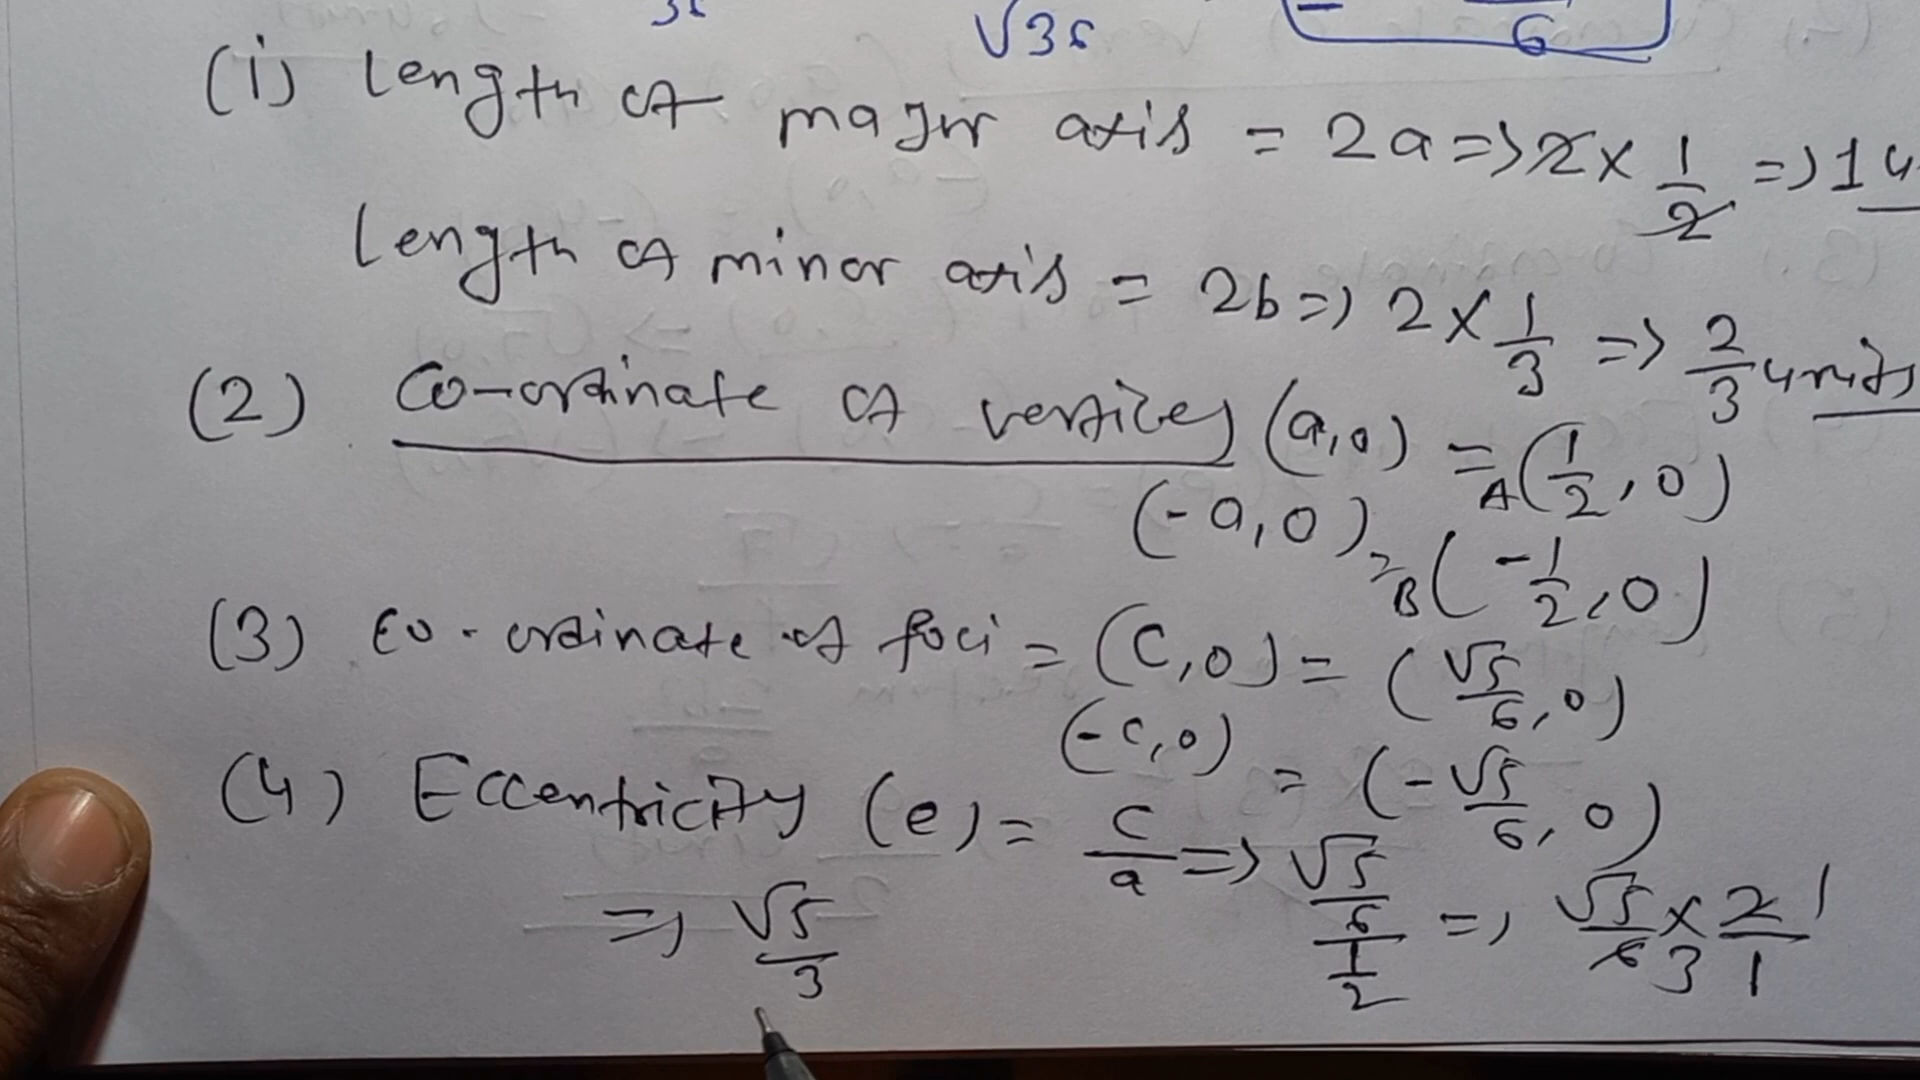 √36
6
(i) Length of major axis = 2a => 2 × 1/2 => 1 u
Length of minor axis = 2b => 2 × 1/3 => 2/3 units
(2) Co-ordinate of vertices (a,0) = A(1/2, 0)
(-a,0) = B(-1/2, 0)
(3) Co-ordinate of foci = (C,0) = (√5/6, 0)
(-c,0) = (-√5/6, 0)
(4) Eccentricity (e) = c/a => √5/6 / 1/2 => √5/6 3 × 2/1 1
=> √5/3